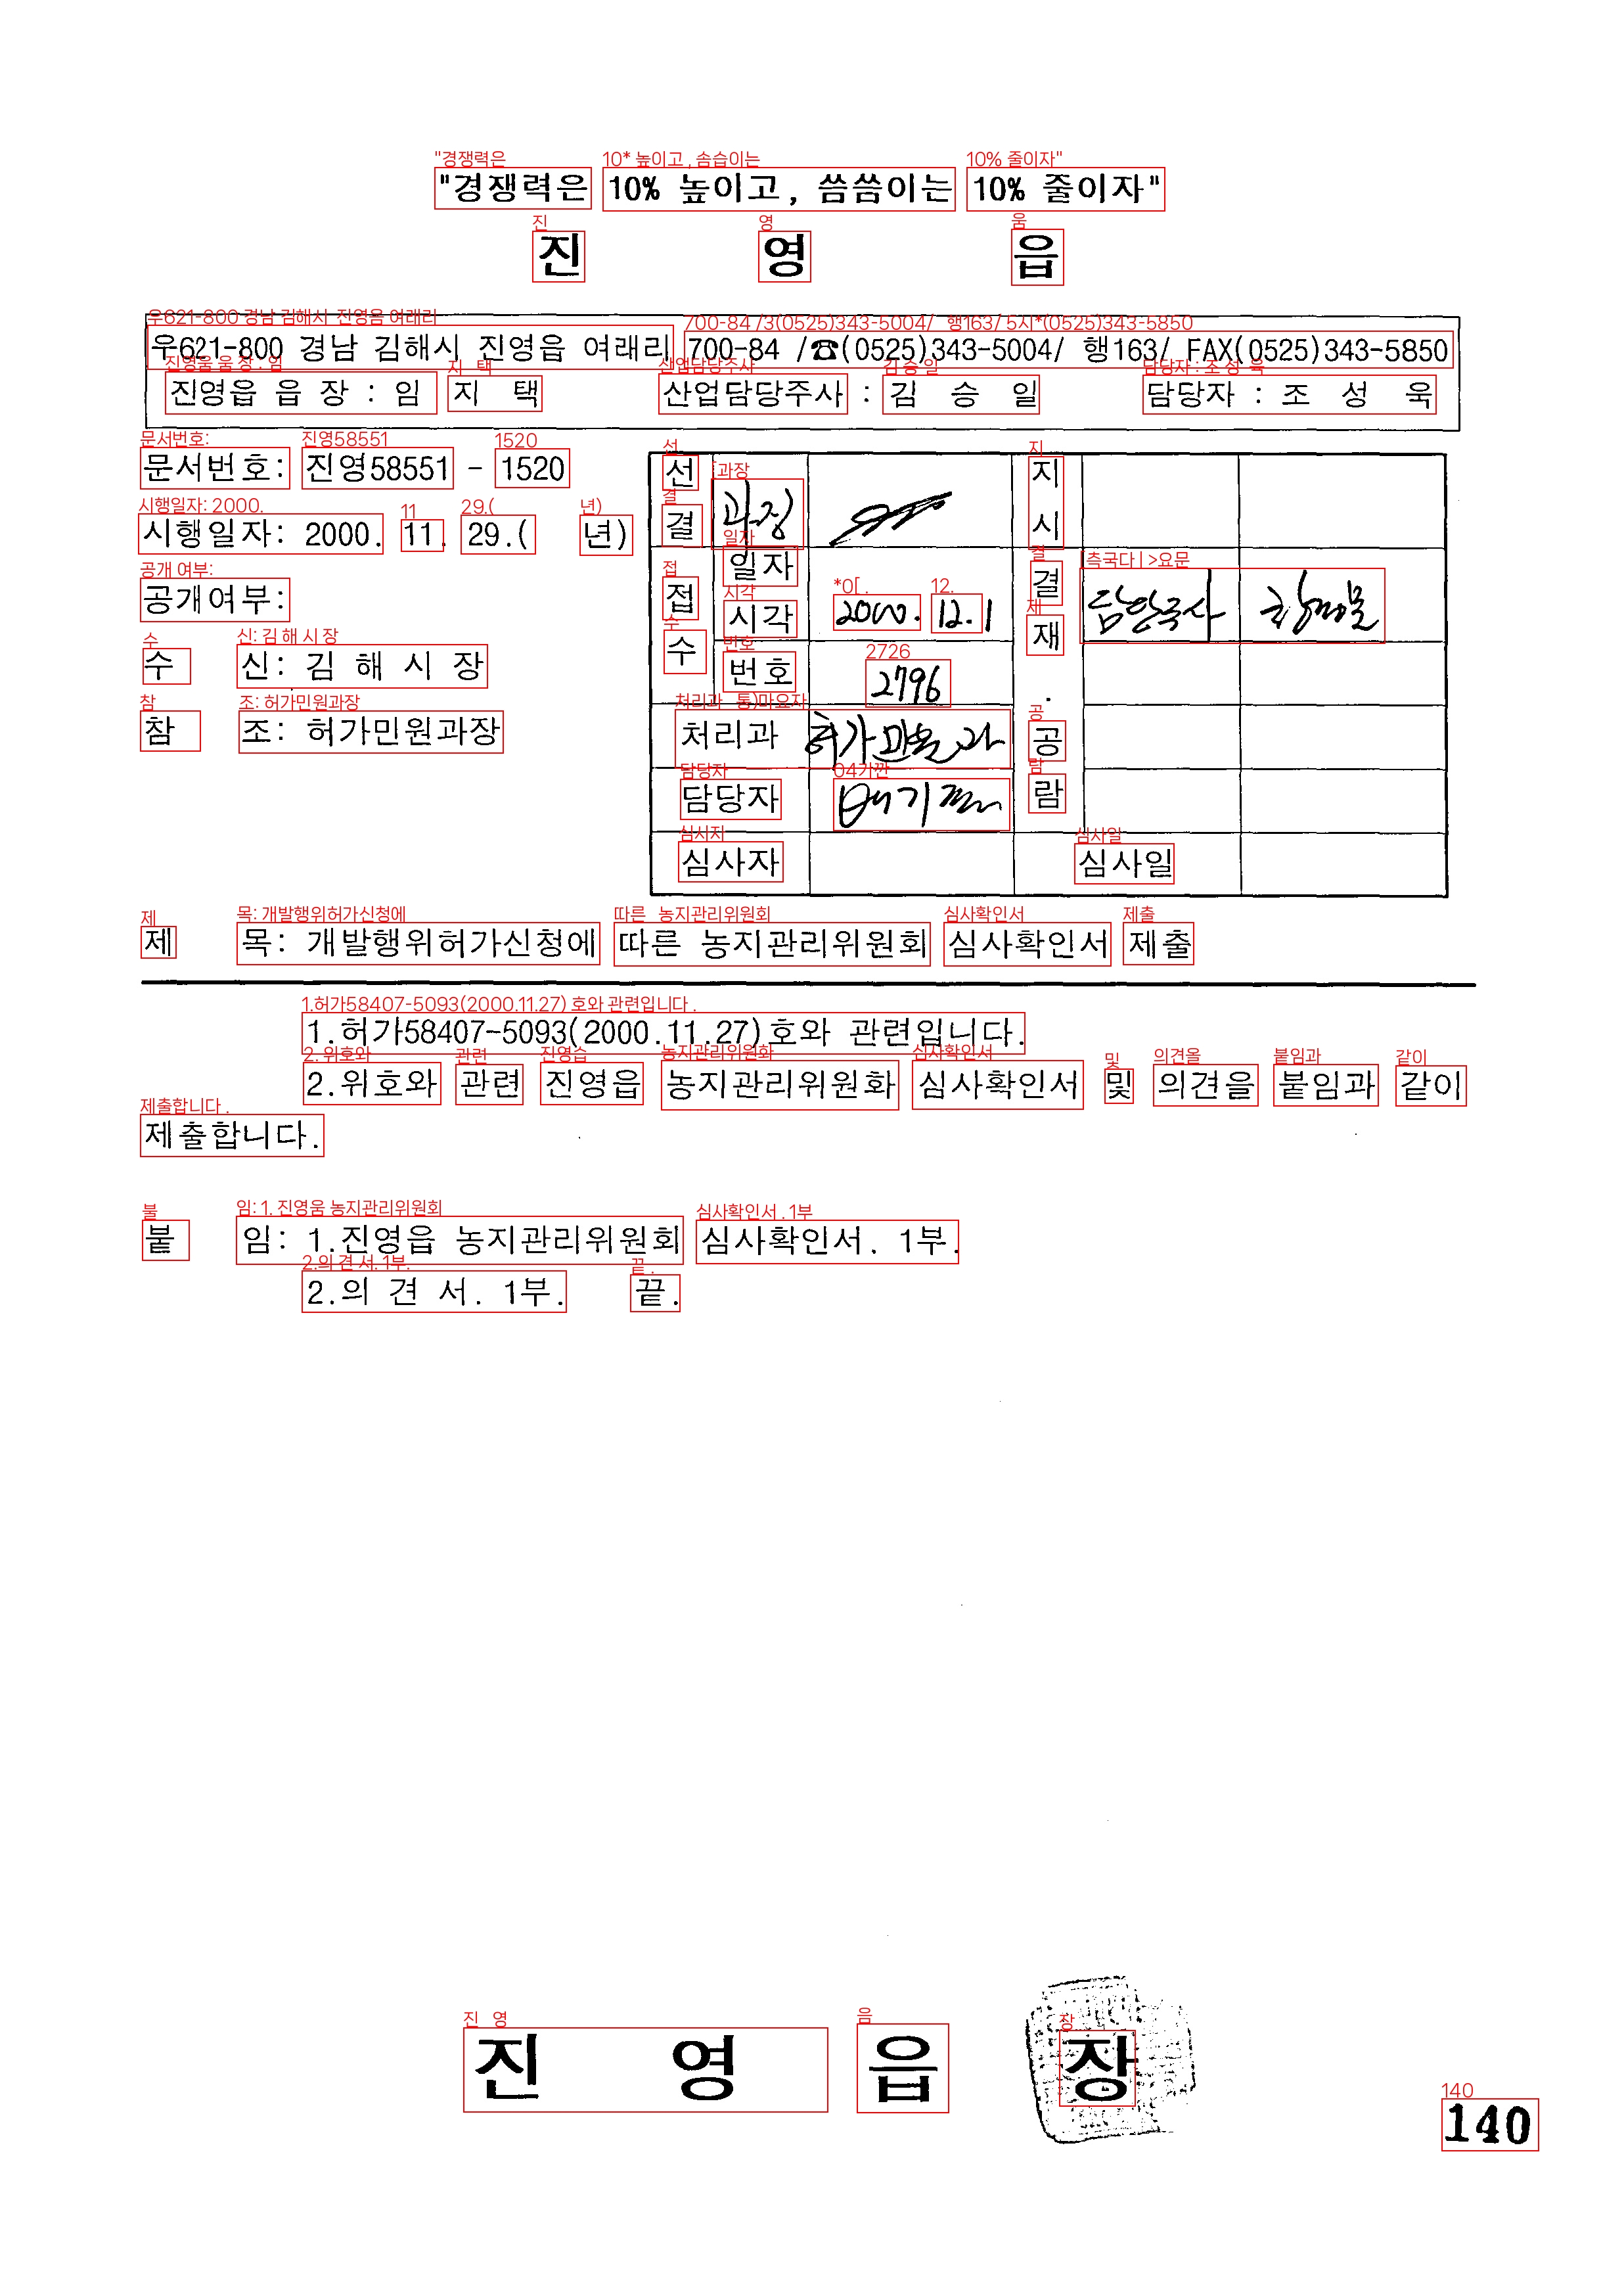 "경쟁력은 10% 높이고, 씀씀이는 10% 줄이자"
진 영 읍
우621-800 경남 김해시 진영읍 여래리 700-84 /☎(0525)343-5004/ 행163/ FAX(0525)343-5850
진영읍 읍 장 : 임 지 택 산업담당주사 : 김 승 일 담당자 : 조 성 욱
문서번호: 진영58551 - 1520
시행일자: 2000. 11. 29.( 년)
공개여부:
수 신: 김 해 시 장
참 조: 허가민원과장
선결 과장 지시
접수 일자 시각 2000. 12. 1 결재
번호 2796
처리과 허가민원과 공람
담당자
심사자 심사일
제 목: 개발행위허가신청에 따른 농지관리위원회 심사확인서 제출
1.허가58407-5093(2000.11.27)호와 관련입니다.
2.위호와 관련 진영읍 농지관리위원화 심사확인서 및 의견을 붙임과 같이
제출합니다.
붙 임: 1.진영읍 농지관리위원회 심사확인서. 1부.
2.의 견 서. 1부. 끝.
진 영 읍 장
140